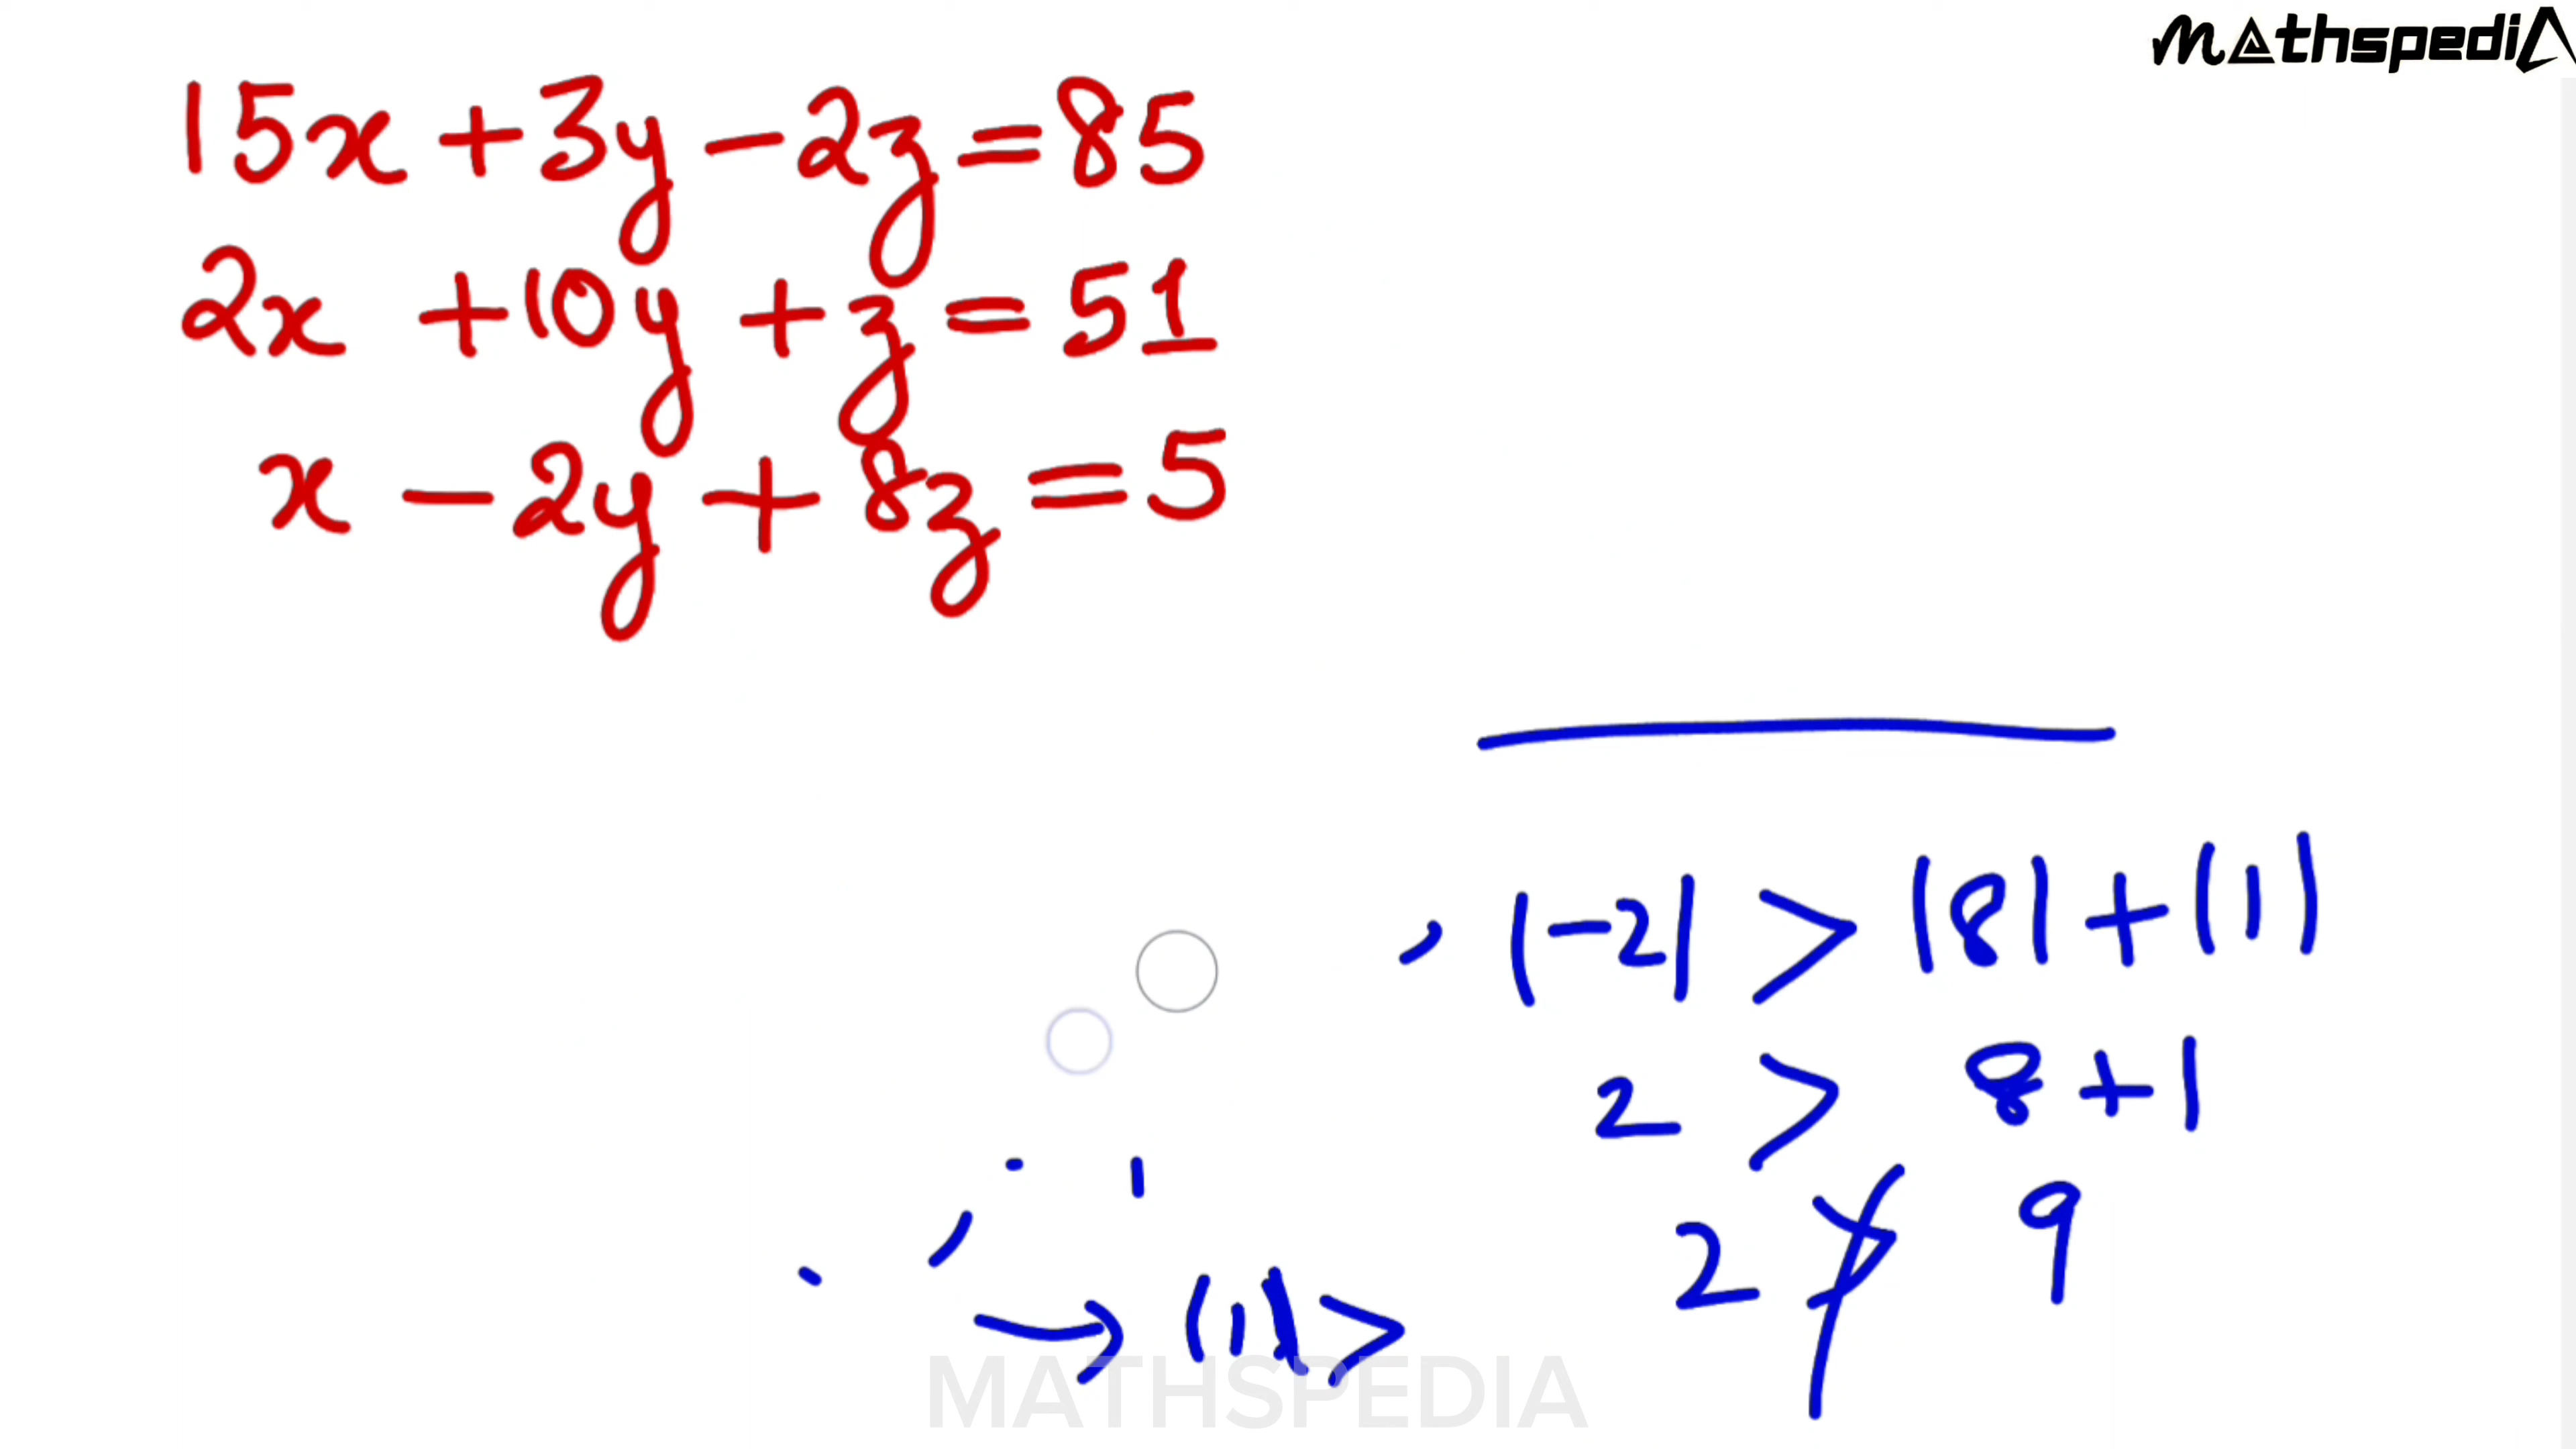 MathspediA
15x + 3y - 2z = 85
2x + 10y + z = 51
x - 2y + 8z = 5
|-2| > |8| + |1|
2 > 8 + 1
2 ≯ 9
→ |1| >
MATHSPEDIA